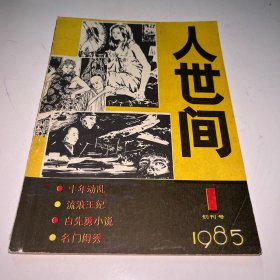 人世间
十年动乱
流浪王妃
白先勇小说
名门闺秀
1
创刊号
1985